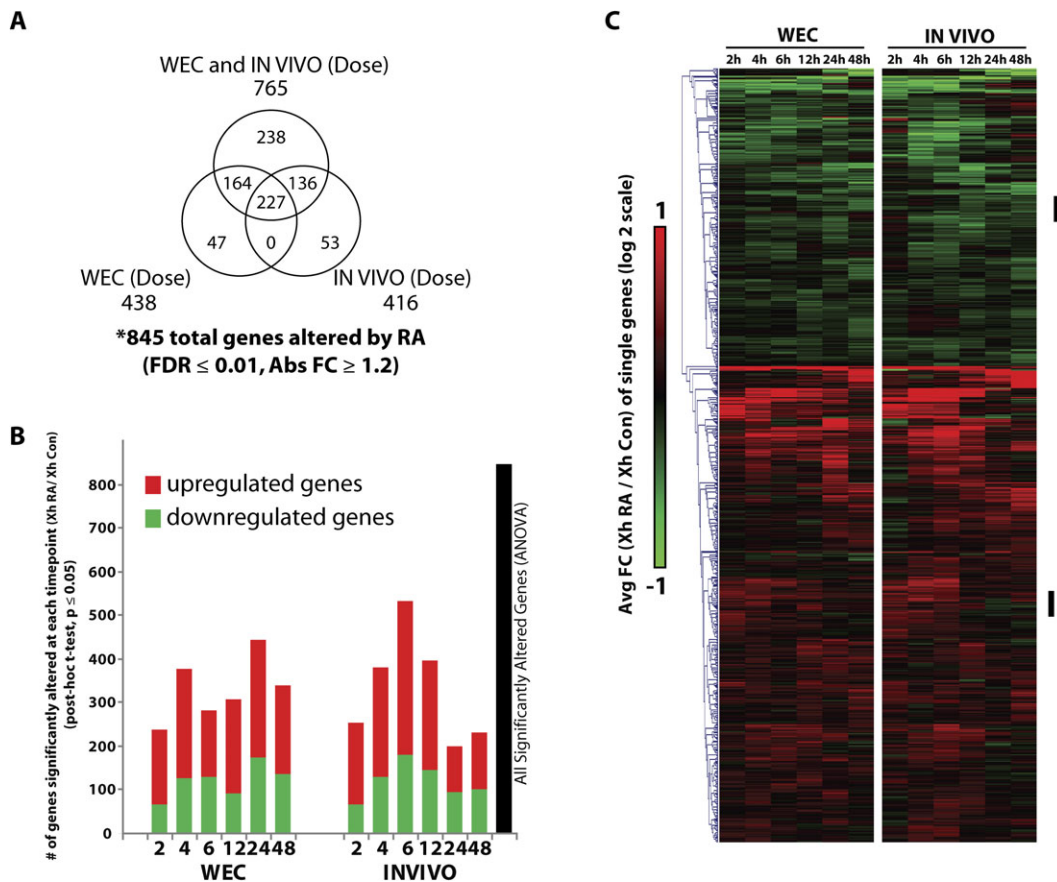 A
WEC and IN VIVO (Dose)
765
238
164
136
227
47
0
53
WEC (Dose)
438
IN VIVO (Dose)
416
*845 total genes altered by RA
(FDR ≤ 0.01, Abs FC ≥ 1.2)
B
# of genes significantly altered at each timepoint (Xh RA/ Xh Con)
(post-hoc t-test, p ≤ 0.05)
800
700
600
500
400
300
200
100
0
upregulated genes
downregulated genes
2 4 6 12 24 48
WEC
2 4 6 12 24 48
INVIVO
All Significantly Altered Genes (ANOVA)
C
WEC
2h 4h 6h 12h 24h 48h
IN VIVO
2h 4h 6h 12h 24h 48h
Avg FC (Xh RA / Xh Con) of single genes (log 2 scale)
1
-1
I
I